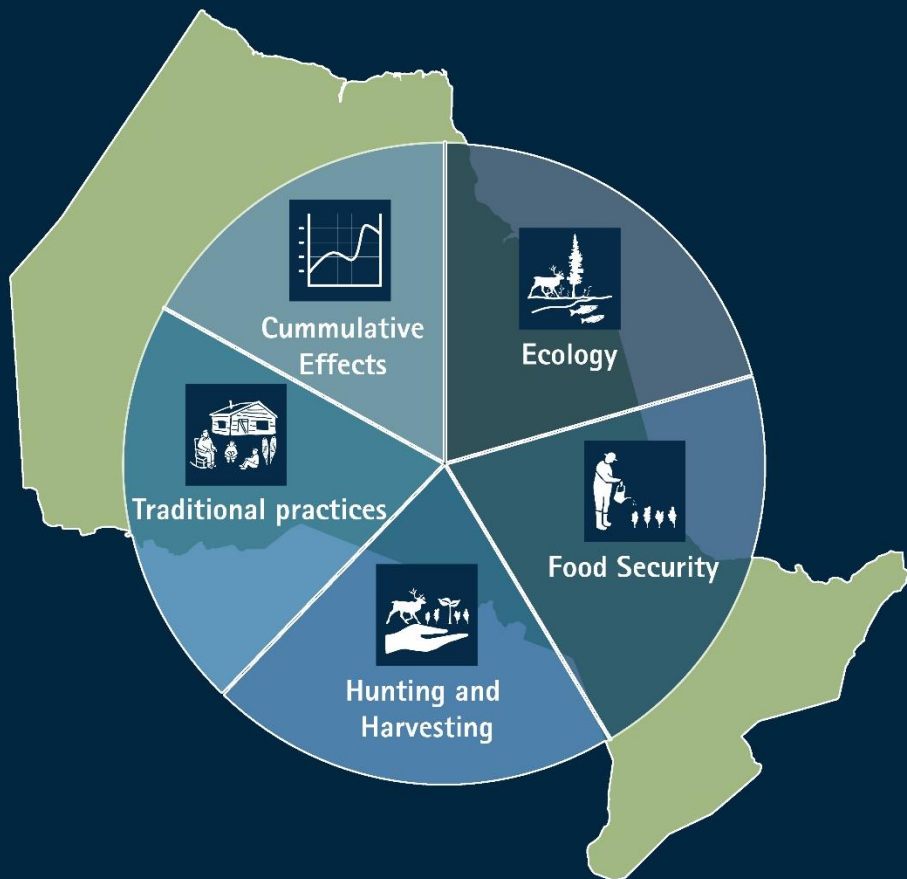 Cummulative
Effects
Ecology
Traditional practices
Food Security
Hunting and
Harvesting